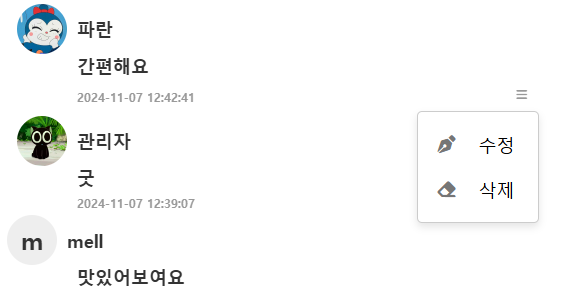 파란
간편해요
2024-11-07 12:42:41
관리자
수정
굿
삭제
2024-11-07 12:39:07
m
mell
맛있어보여요